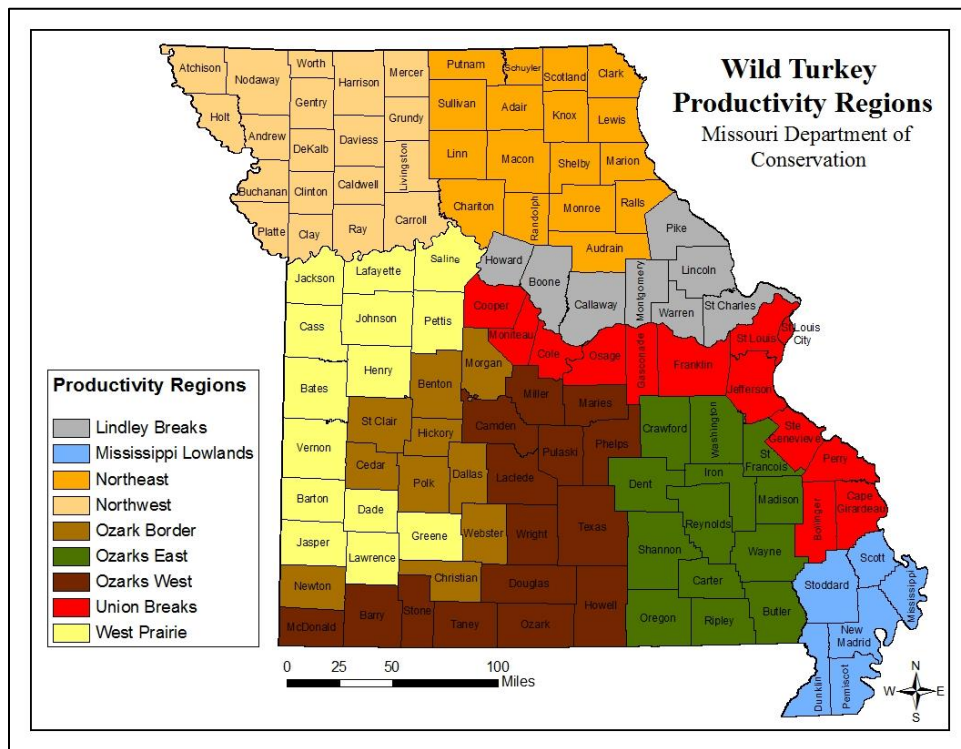 Wild Turkey
Productivity Regions
Missouri Department of
Conservation
Atchison
Nodaway
Worth
Harrison
Mercer
Putnam
Schuyler
Scotland
Clark
Gentry
Sullivan
Adair
Knox
Lewis
Holt
Andrew
Grundy
DeKalb
Daviess
Livingston
Linn
Macon
Shelby
Marion
Buchanan
Clinton
Caldwell
Chariton
Randolph
Monroe
Ralls
Platte
Clay
Ray
Carroll
Audrain
Pike
Jackson
Lafayette
Saline
Howard
Boone
Callaway
Montgomery
Lincoln
Warren
St Charles
Cass
Johnson
Pettis
Cooper
Moniteau
Cole
Osage
Gasconade
Franklin
St Louis
St Louis
City
Jefferson
Bates
Henry
Benton
Morgan
Miller
Maries
St Clair
Hickory
Camden
Pulaski
Phelps
Crawford
Washington
St
Francois
Ste
Genevieve
Perry
Vernon
Cedar
Polk
Dallas
Laclede
Dent
Iron
Madison
Bollinger
Cape
Girardeau
Barton
Dade
Greene
Webster
Wright
Texas
Reynolds
Shannon
Wayne
Jasper
Lawrence
Christian
Douglas
Howell
Carter
Scott
Stoddard
Mississippi
Newton
McDonald
Barry
Stone
Taney
Ozark
Oregon
Ripley
Butler
New
Madrid
Dunklin
Pemiscot
Productivity Regions
Lindley Breaks
Mississippi Lowlands
Northeast
Northwest
Ozark Border
Ozarks East
Ozarks West
Union Breaks
West Prairie
0 25 50 100
Miles
N
W E
S